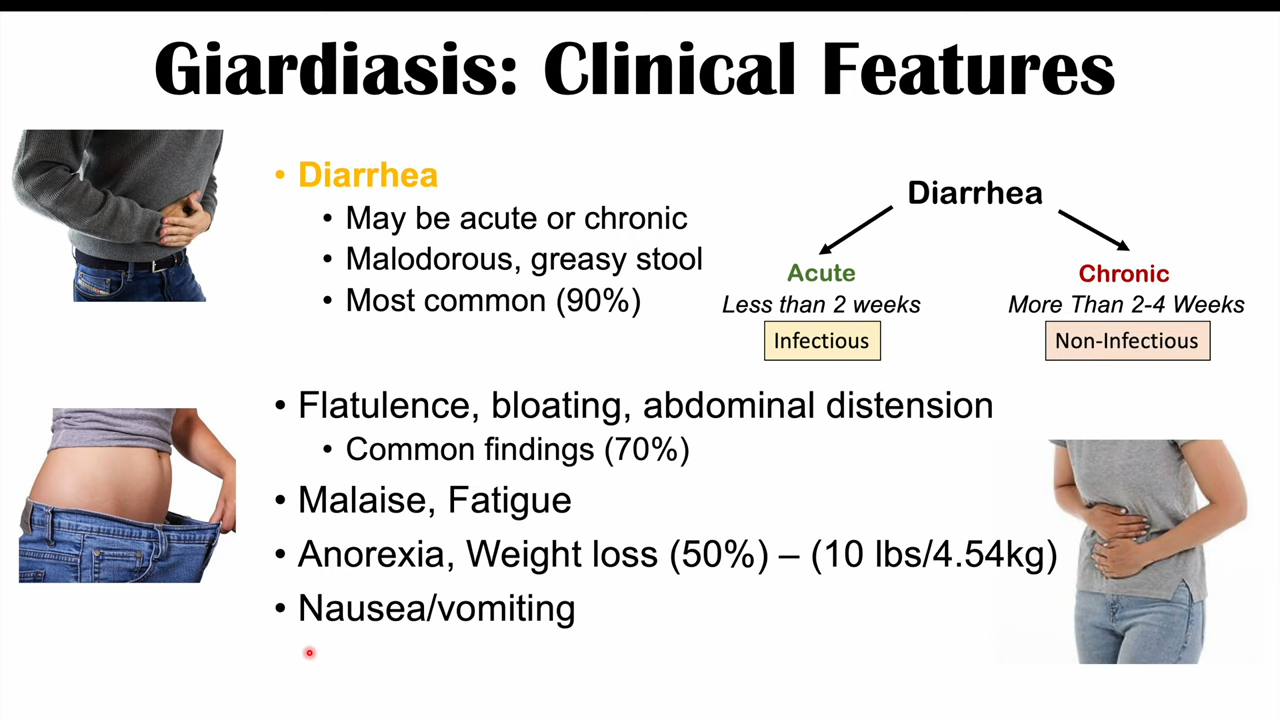 Giardiasis: Clinical Features
• Diarrhea
• May be acute or chronic
• Malodorous, greasy stool
• Most common (90%)
Diarrhea
Acute
Less than 2 weeks
Infectious
Chronic
More Than 2-4 Weeks
Non-Infectious
• Flatulence, bloating, abdominal distension
• Common findings (70%)
• Malaise, Fatigue
• Anorexia, Weight loss (50%) – (10 lbs/4.54kg)
• Nausea/vomiting